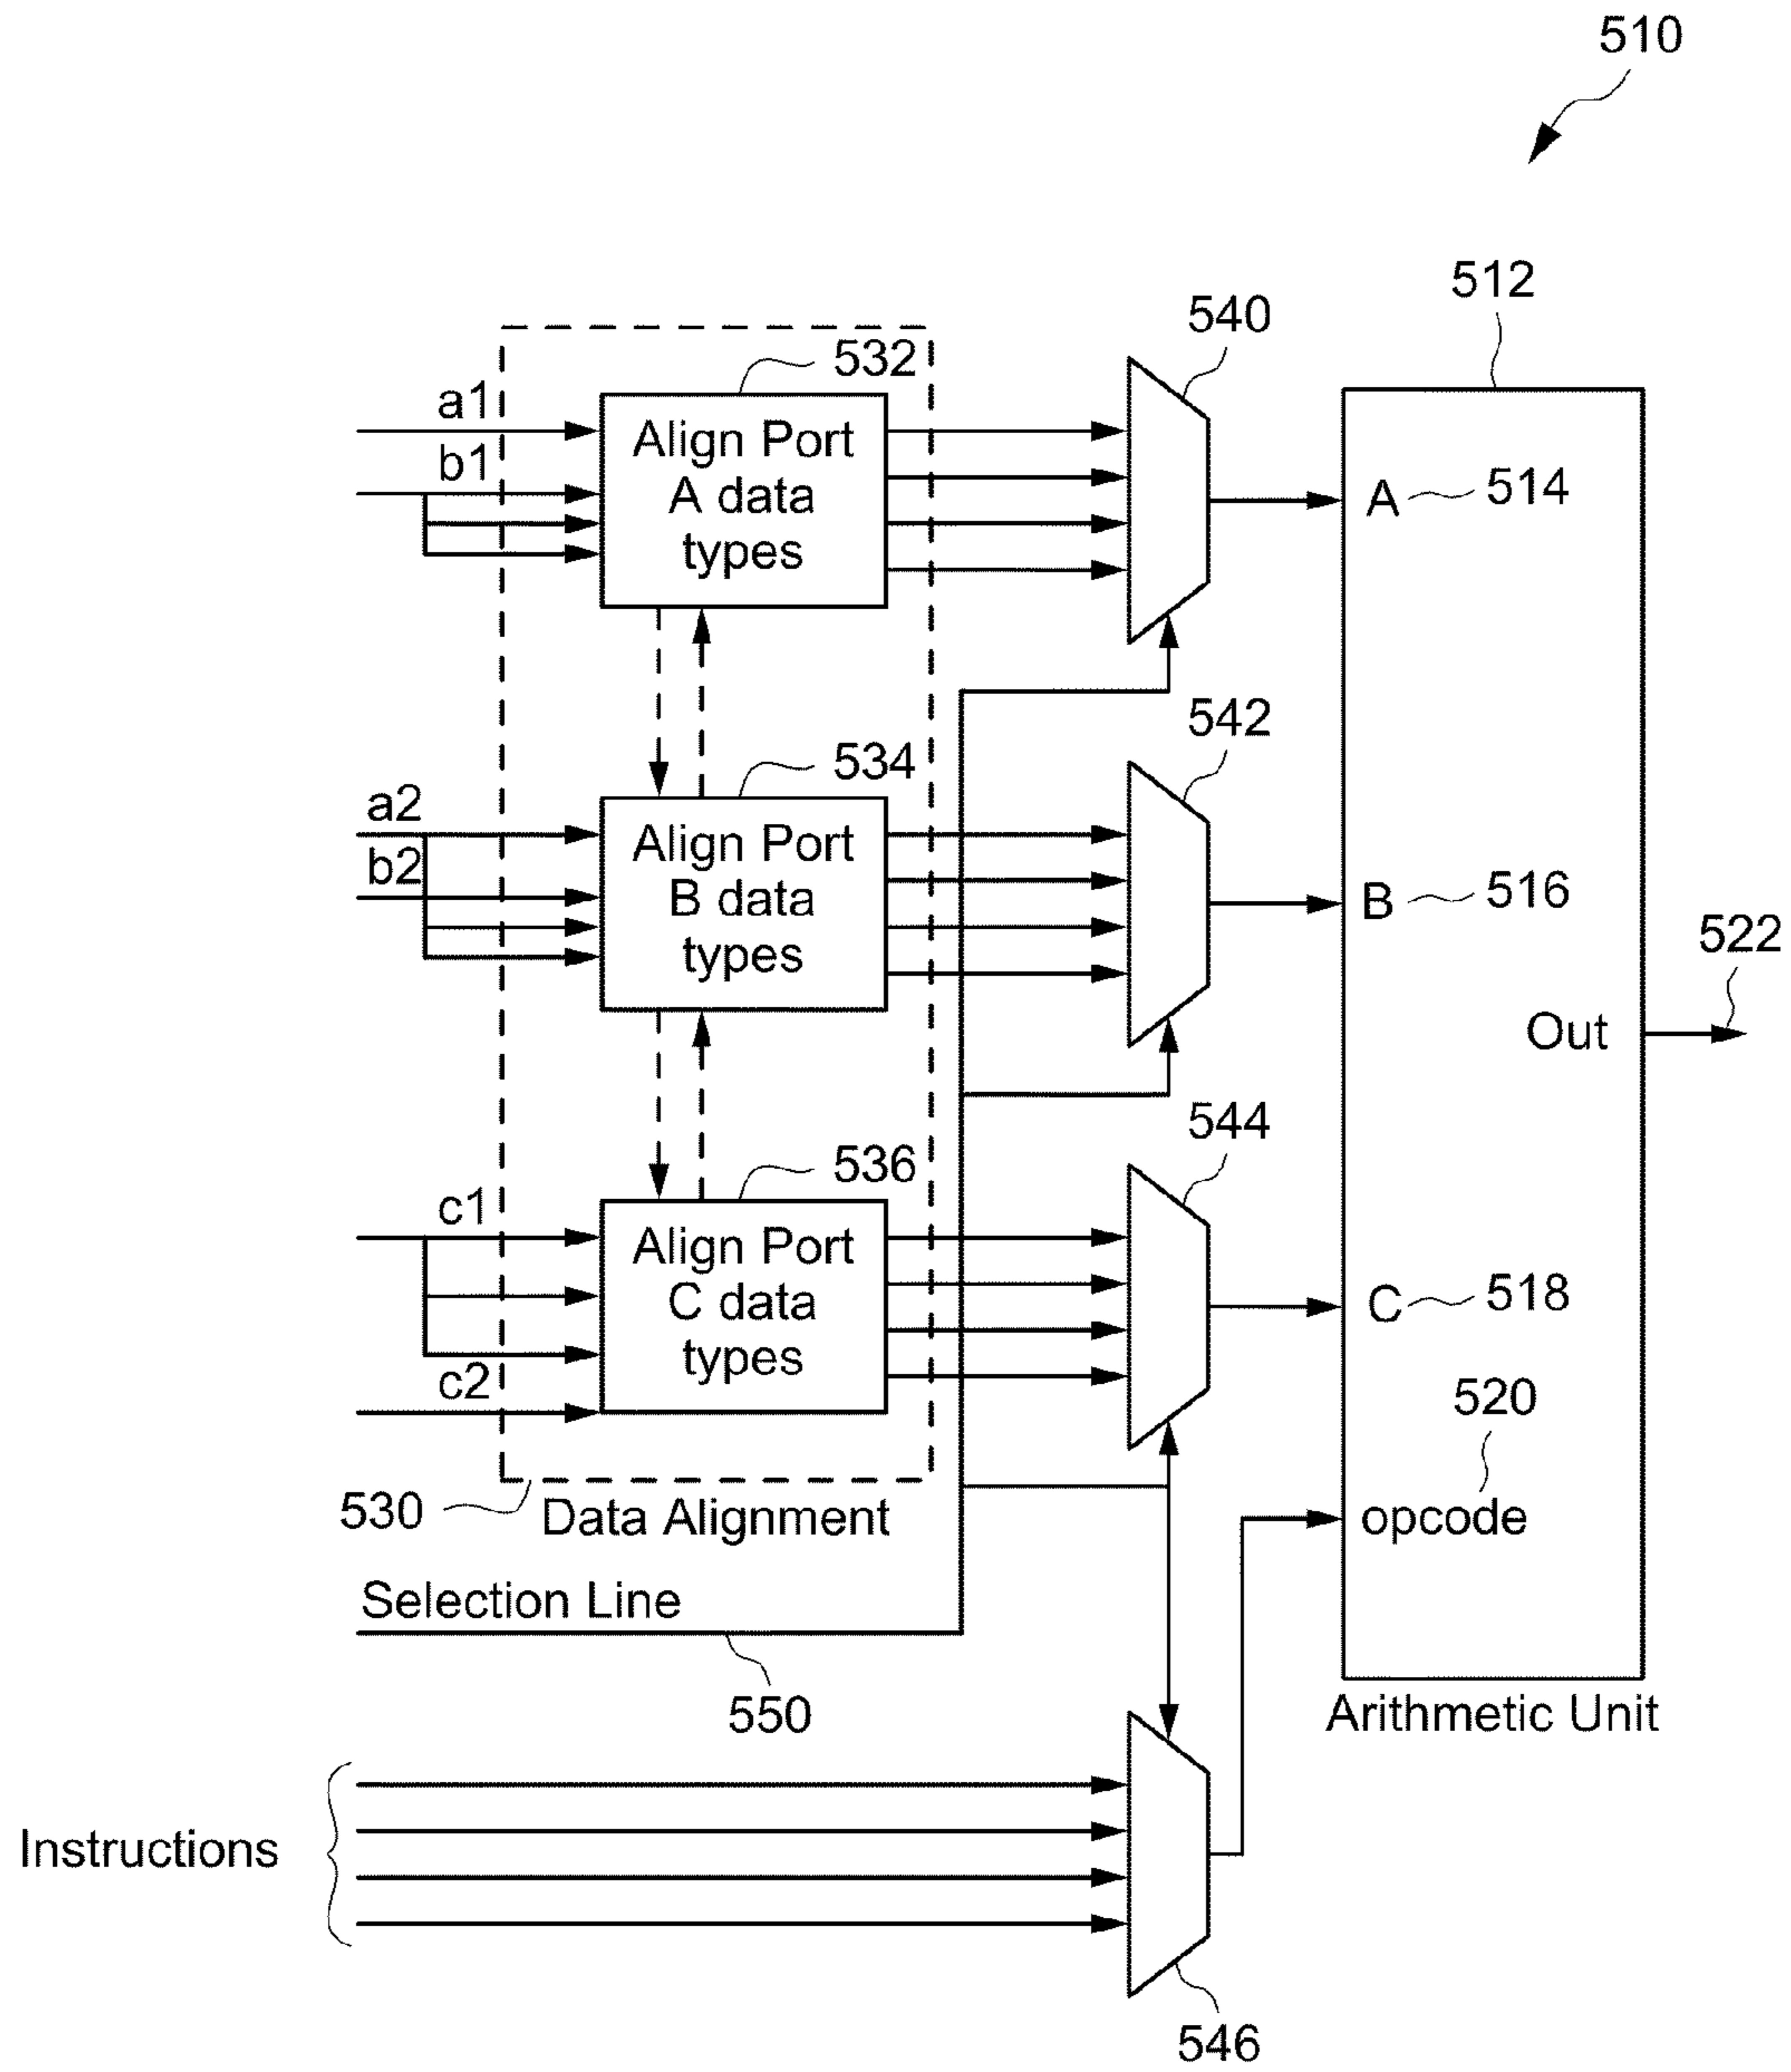 510
512
540
532
a1
Align Port
A data
types
b1
A
514
542
534
a2
Align Port
B data
types
b2
B
516
522
Out
544
536
c1
Align Port
C data
types
C
518
c2
520
530
Data Alignment
opcode
Selection Line
550
Arithmetic Unit
Instructions
546